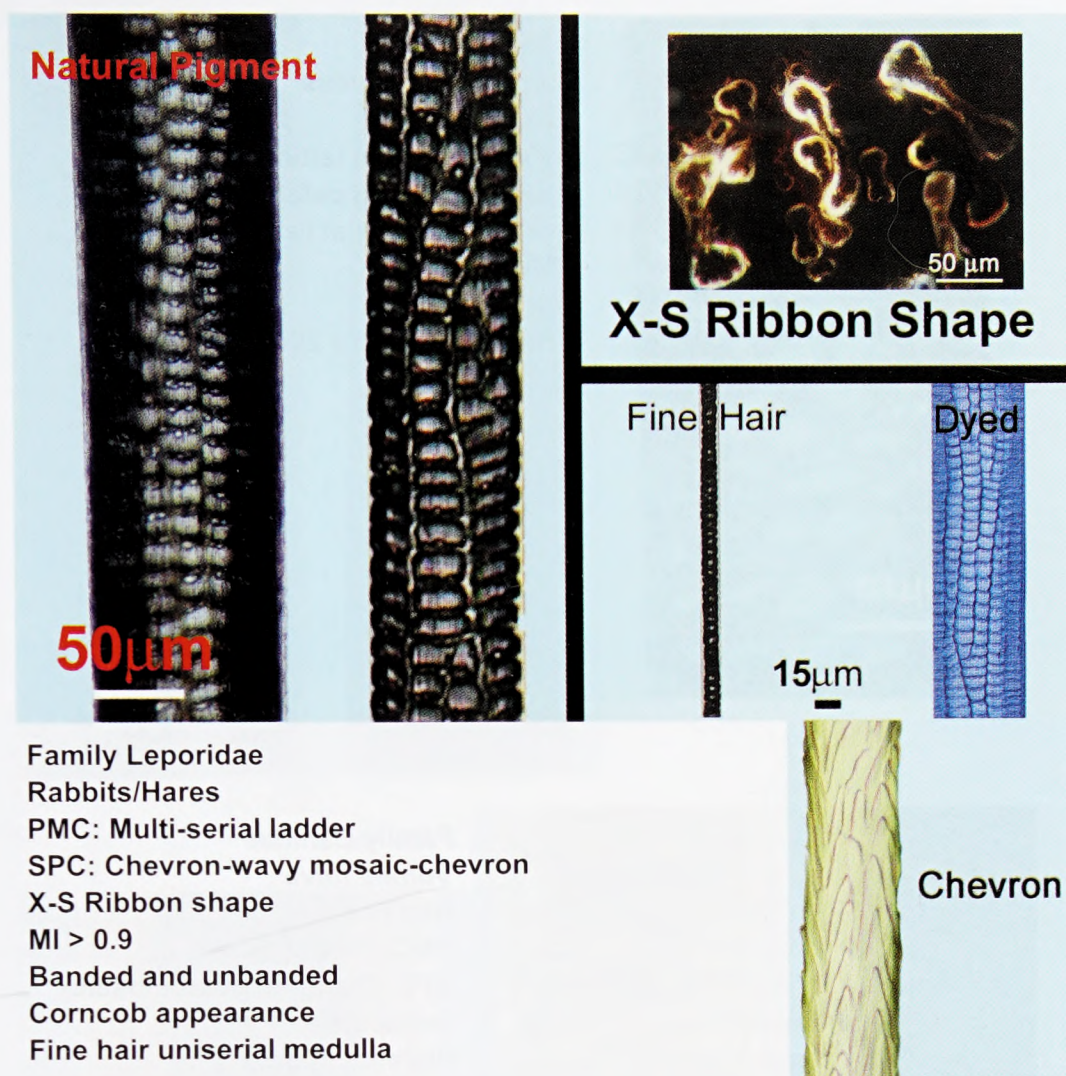 Natural Pigment
50μm
50 μm
X-S Ribbon Shape
Fine Hair
Dyed
15μm
Family Leporidae
Rabbits/Hares
PMC: Multi-serial ladder
SPC: Chevron-wavy mosaic-chevron
X-S Ribbon shape
MI > 0.9
Banded and unbanded
Corncob appearance
Fine hair uniserial medulla
Chevron